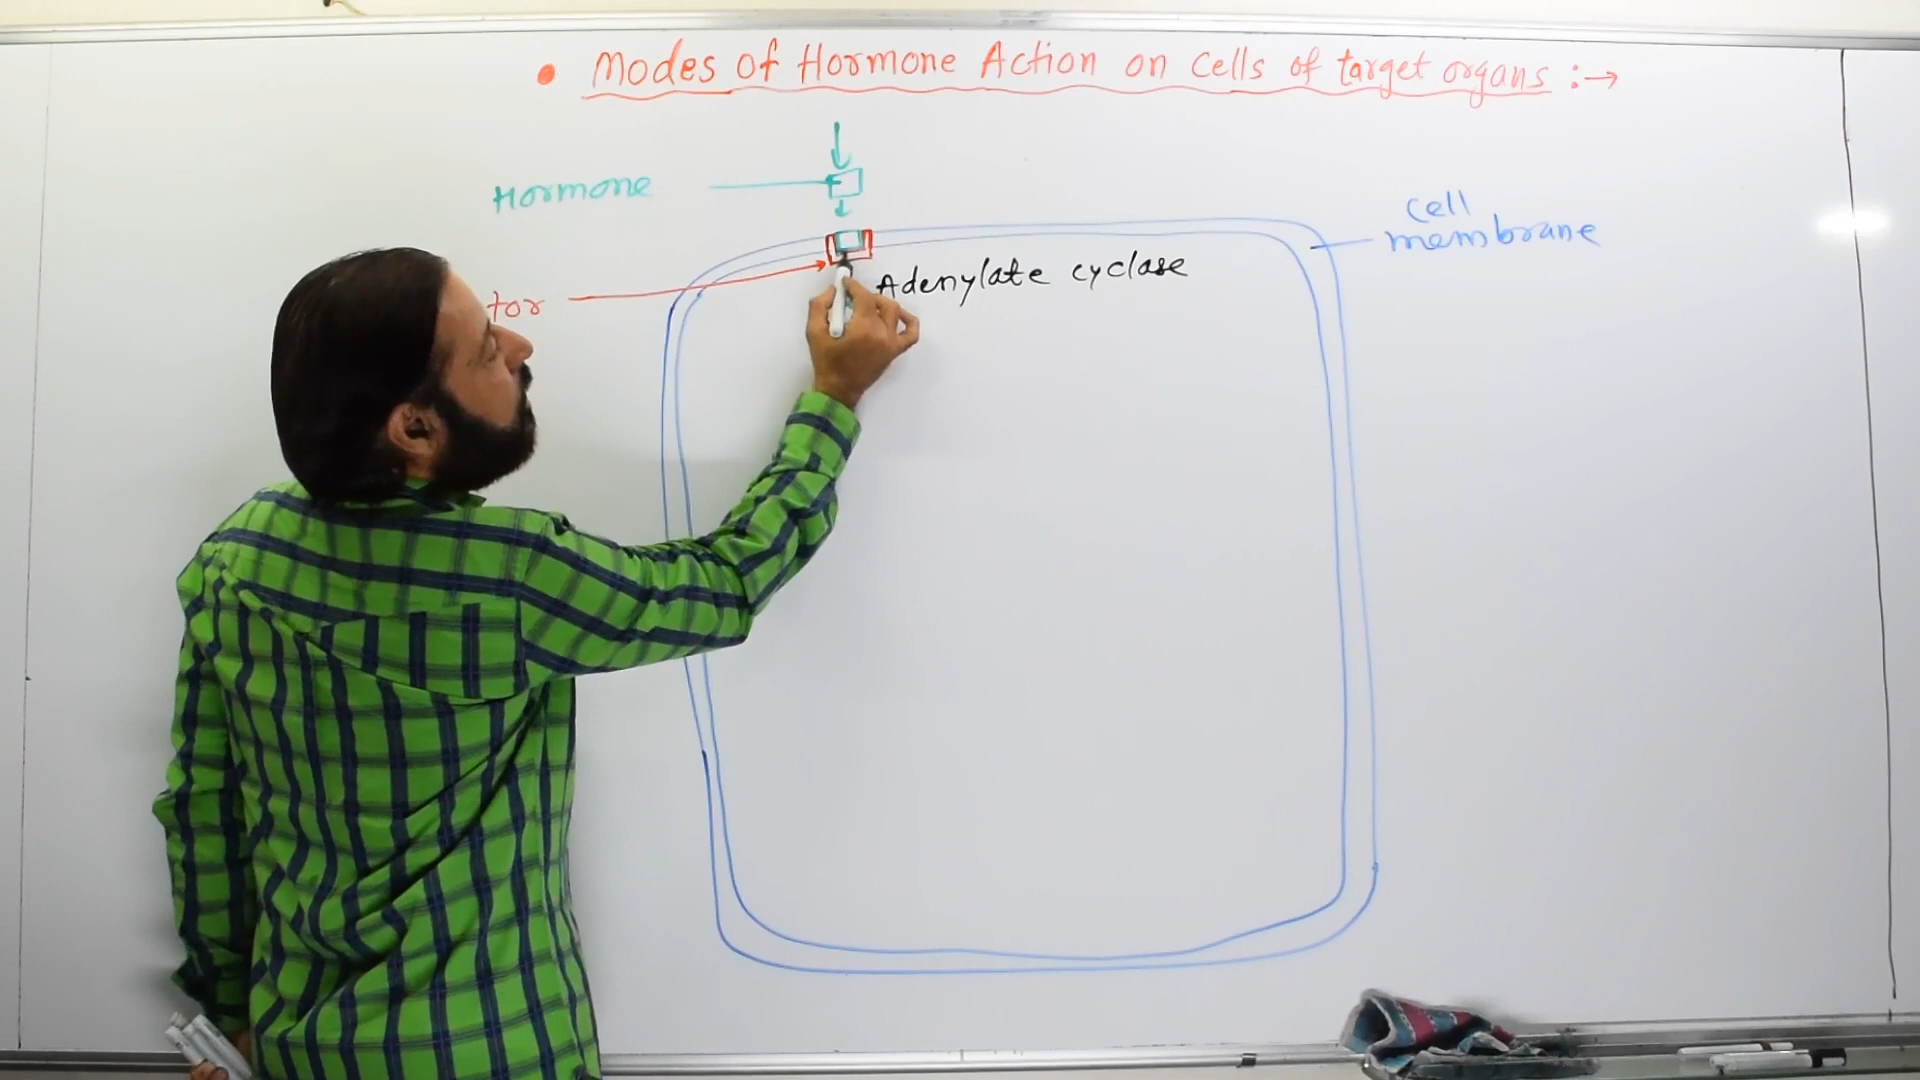 • Modes of Hormone Action on cells of target organs :→
Hormone
cell
membrane
Adenylate cyclase
tor